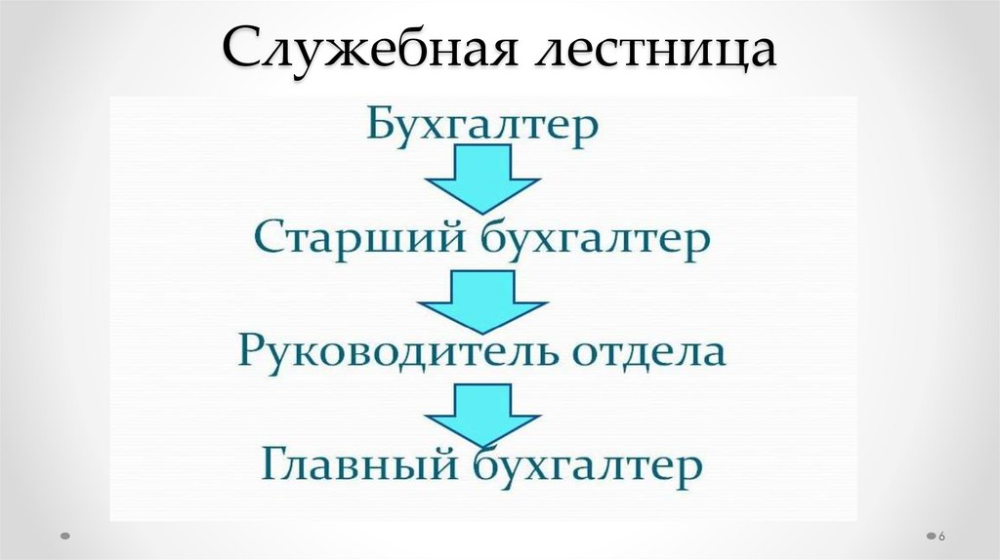 Служебная лестница
Бухгалтер
Старший бухгалтер
Руководитель отдела
Главный бухгалтер
6